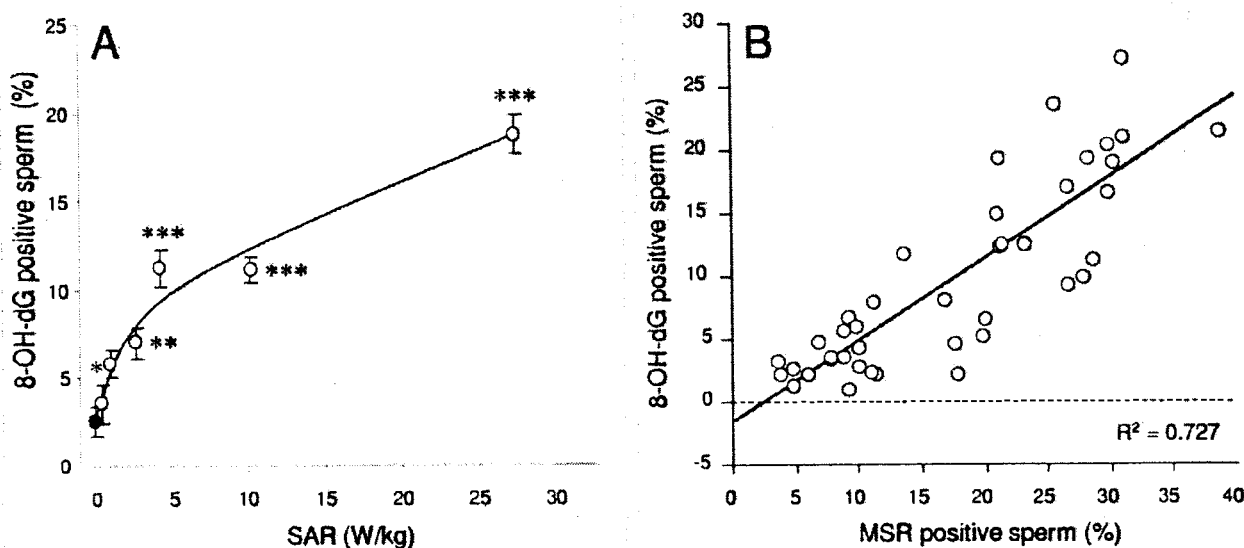 A
8-OH-dG positive sperm (%)
25
20
15
10
5
0
***
***
***
**
*
0 5 10 15 20 25 30
SAR (W/kg)
B
8-OH-dG positive sperm (%)
30
25
20
15
10
5
0
-5
R² = 0.727
0 5 10 15 20 25 30 35 40
MSR positive sperm (%)